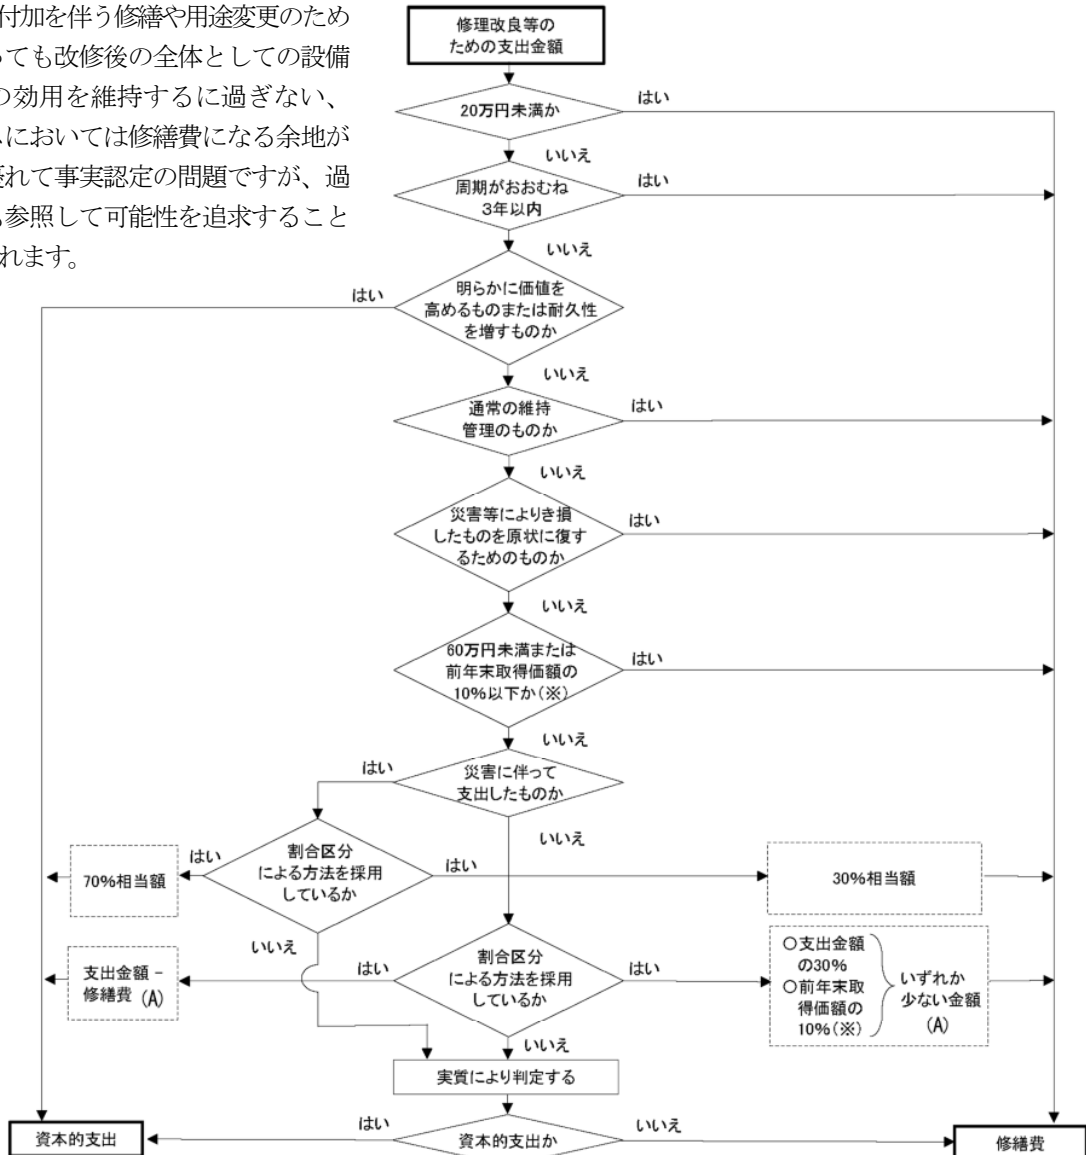 付加を伴う修繕や用途変更のため
っても改修後の全体としての設備
の効用を維持するに過ぎない、
においては修繕費になる余地が
れて事実認定の問題ですが、過
も参照して可能性を追求すること
れます。
修理改良等の
ための支出金額
20万円未満か
はい
いいえ
周期がおおむね
3年以内
はい
いいえ
明らかに価値を
高めるものまたは耐久性
を増すものか
はい
いいえ
通常の維持
管理のものか
はい
いいえ
災害等によりき損
したものを原状に復す
るためのものか
はい
いいえ
60万円未満または
前年末取得価額の
10%以下か(※)
はい
いいえ
災害に伴って
支出したものか
はい
いいえ
割合区分
による方法を採用
しているか
はい
70%相当額
はい
30%相当額
いいえ
割合区分
による方法を採用
しているか
はい
支出金額－
修繕費 (A)
はい
○支出金額
の30%
○前年末取
得価額の
10%(※)
いずれか
少ない金額
(A)
いいえ
実質により判定する
資本的支出か
はい
資本的支出
いいえ
修繕費